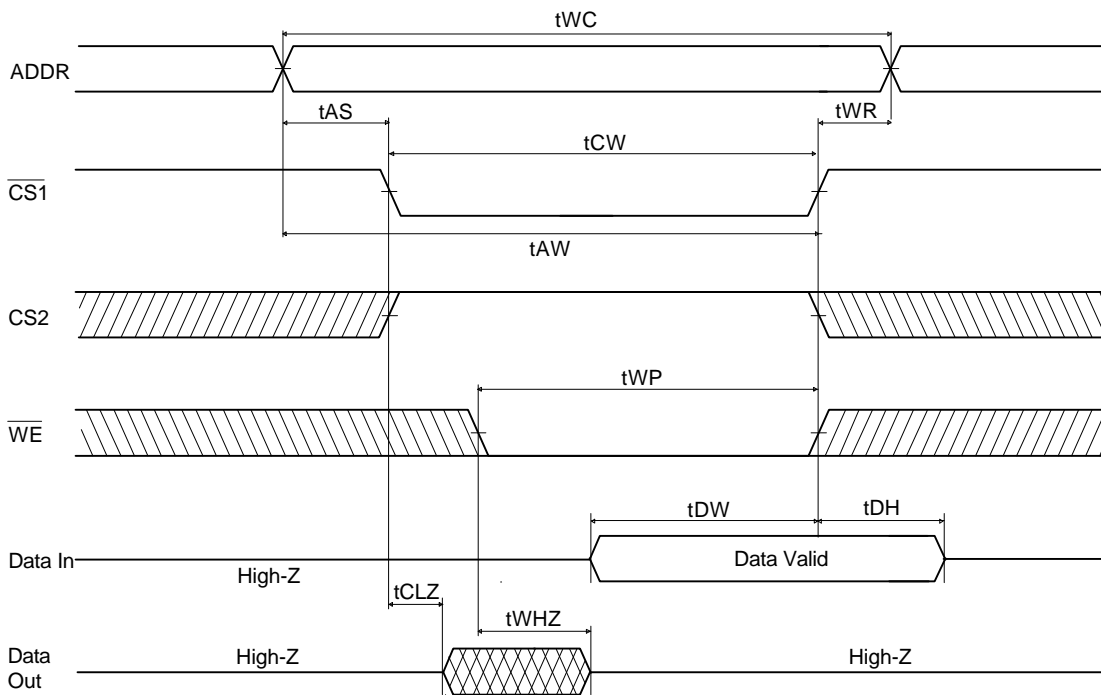 tWC
ADDR
tAS
tWR
tCW
CS1
tAW
CS2
tWP
WE
tDW
tDH
Data In
Data Valid
High-Z
tCLZ
tWHZ
Data
Out
High-Z
High-Z